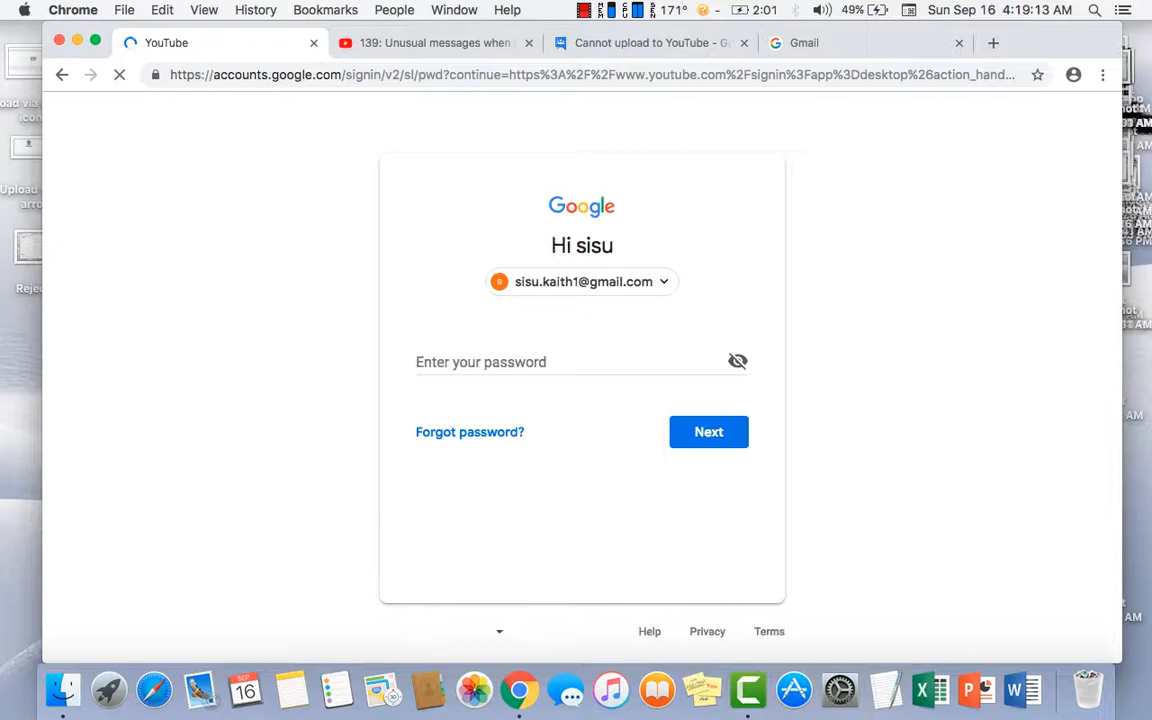 Chrome File Edit View History Bookmarks People Window Help 171° - 2:01 49% Sun Sep 16 4:19:13 AM
YouTube 139: Unusual messages when Cannot upload to YouTube - G Gmail
https://accounts.google.com/signin/v2/sl/pwd?continue=https%3A%2F%2Fwww.youtube.com%2Fsignin%3Fapp%3Ddesktop%26action_hand...
Google
Hi sisu
s sisu.kaith1@gmail.com
Enter your password
Forgot password? Next
Help Privacy Terms
SEP
16